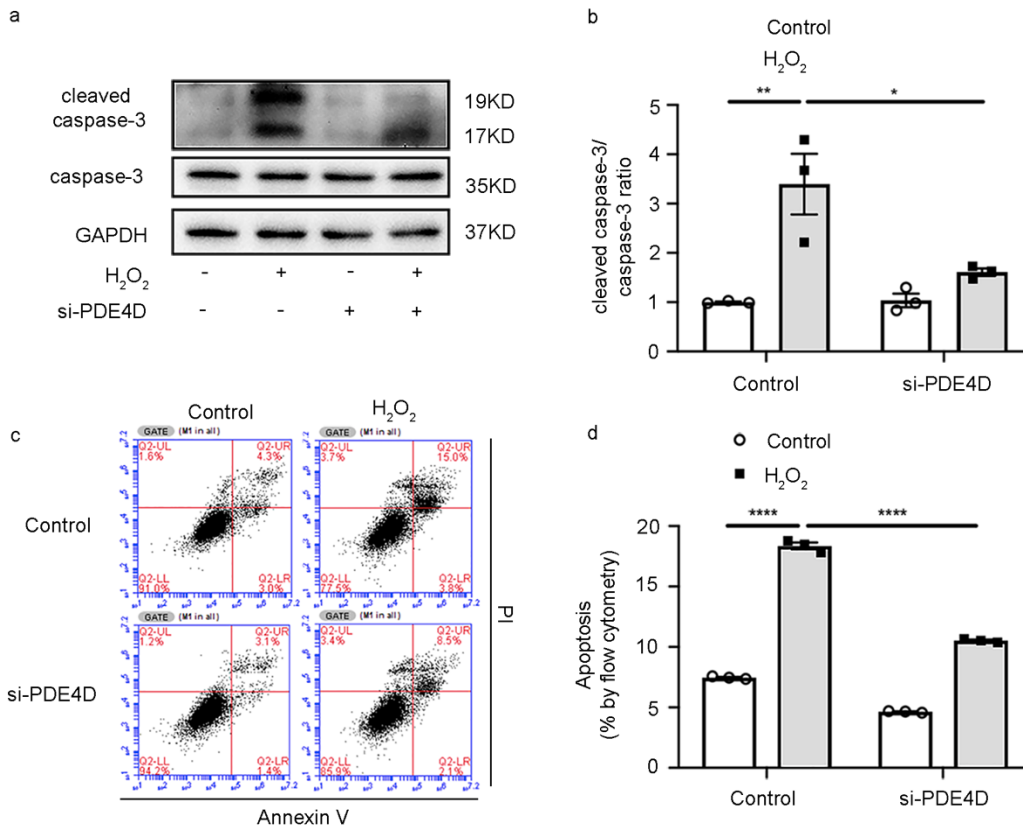 a
cleaved
caspase-3
19KD
17KD
caspase-3
35KD
GAPDH
37KD
H₂O₂ - + - +
si-PDE4D - - + +
b
Control
H₂O₂
** *
cleaved caspase-3/
caspase-3 ratio
5
4
3
2
1
0
Control si-PDE4D
c
Control H₂O₂
Control
si-PDE4D
GATE (M1 in all)
Q2-UL Q2-UR
1.6% 4.3%
Q2-LL Q2-LR
91.0% 3.0%
GATE (M1 in all)
Q2-UL Q2-UR
3.7% 15.0%
Q2-LL Q2-LR
77.5% 3.8%
GATE (M1 in all)
Q2-UL Q2-UR
1.2% 3.1%
Q2-LL Q2-LR
94.2% 1.4%
GATE (M1 in all)
Q2-UL Q2-UR
3.4% 8.5%
Q2-LL Q2-LR
85.9% 2.1%
PI
Annexin V
d
Control
H₂O₂
**** ****
Apoptosis
(% by flow cytometry)
20
15
10
5
0
Control si-PDE4D